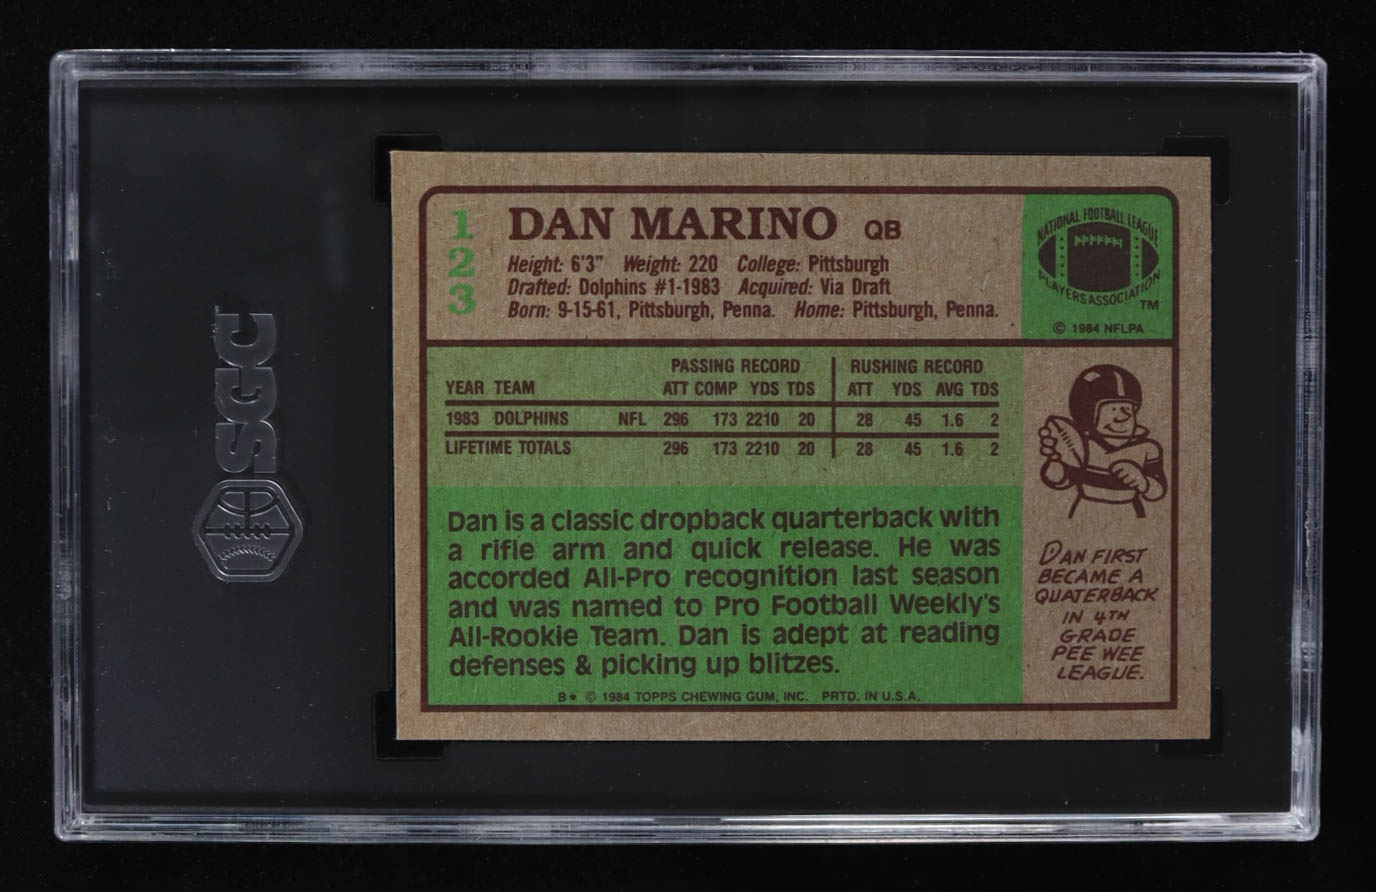 SGC
1
2
3
DAN MARINO QB
Height: 6'3" Weight: 220 College: Pittsburgh
Drafted: Dolphins #1-1983 Acquired: Via Draft
Born: 9-15-61, Pittsburgh, Penna. Home: Pittsburgh, Penna.
NATIONAL FOOTBALL LEAGUE
PLAYERS ASSOCIATION
TM
© 1984 NFLPA
PASSING RECORD RUSHING RECORD
YEAR TEAM ATT COMP YDS TDS ATT YDS AVG TDS
1983 DOLPHINS NFL 296 173 2210 20 28 45 1.6 2
LIFETIME TOTALS 296 173 2210 20 28 45 1.6 2
Dan is a classic dropback quarterback with
a rifle arm and quick release. He was
accorded All-Pro recognition last season
and was named to Pro Football Weekly's
All-Rookie Team. Dan is adept at reading
defenses & picking up blitzes.
B* © 1984 TOPPS CHEWING GUM, INC. PRTD. IN U.S.A.
DAN FIRST
BECAME A
QUATERBACK
IN 4TH
GRADE
PEE WEE
LEAGUE.